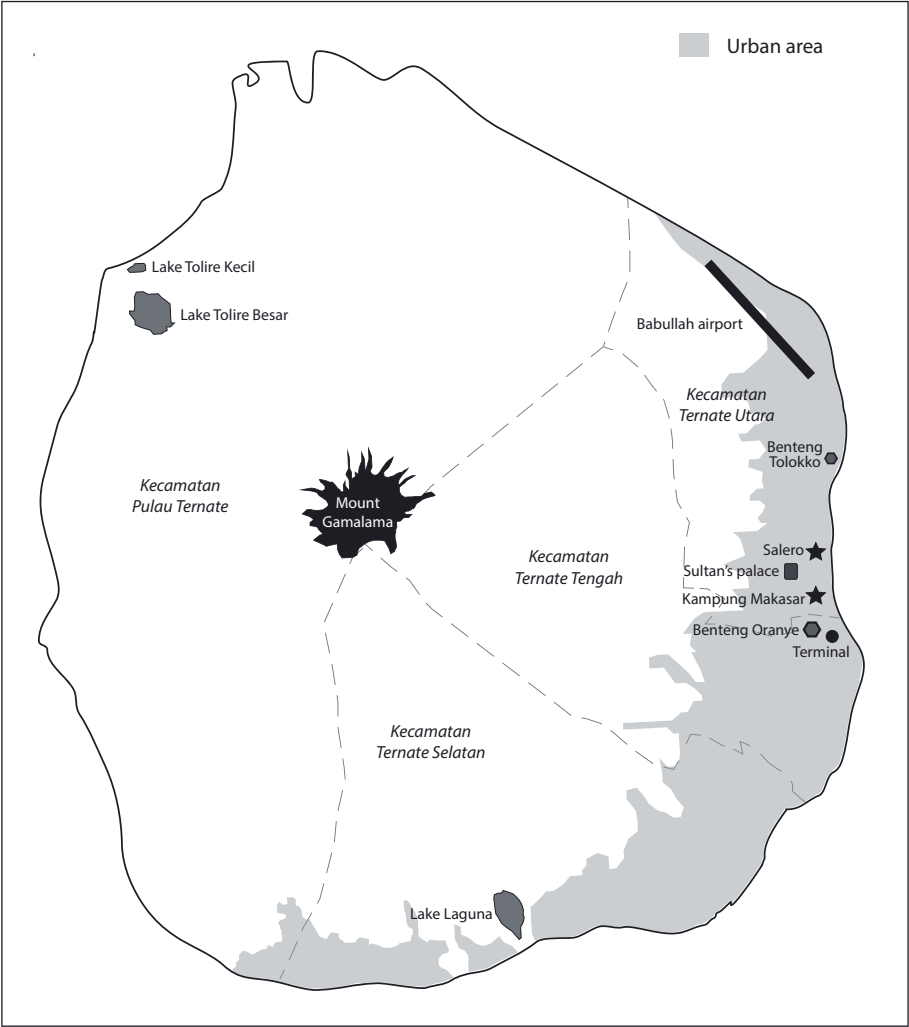 Urban area
Lake Tolire Kecil
Lake Tolire Besar
Babullah airport
Kecamatan
Ternate Utara
Benteng
Tolokko
Kecamatan
Pulau Ternate
Mount
Gamalama
Kecamatan
Ternate Tengah
Salero
Sultan's palace
Kampung Makasar
Benteng Oranye
Terminal
Kecamatan
Ternate Selatan
Lake Laguna